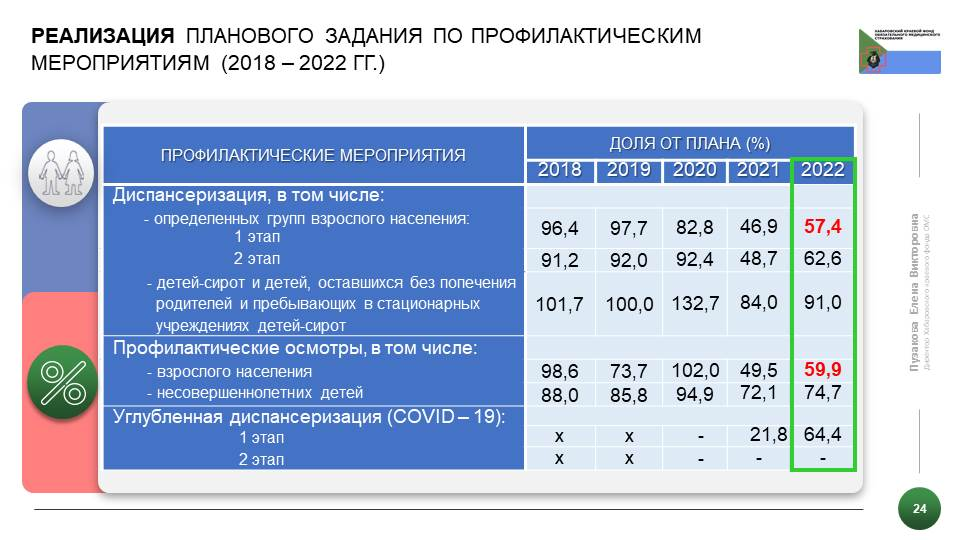 РЕАЛИЗАЦИЯ ПЛАНОВОГО ЗАДАНИЯ ПО ПРОФИЛАКТИЧЕСКИМ
МЕРОПРИЯТИЯМ (2018 – 2022 ГГ.)
ХАБАРОВСКИЙ КРАЕВОЙ ФОНД
ОБЯЗАТЕЛЬНОГО МЕДИЦИНСКОГО
СТРАХОВАНИЯ
ПРОФИЛАКТИЧЕСКИЕ МЕРОПРИЯТИЯ
ДОЛЯ ОТ ПЛАНА (%)
2018 2019 2020 2021 2022
Диспансеризация, в том числе:
- определенных групп взрослого населения:
1 этап 96,4 97,7 82,8 46,9 57,4
2 этап 91,2 92,0 92,4 48,7 62,6
- детей-сирот и детей, оставшихся без попечения
родителей и пребывающих в стационарных 101,7 100,0 132,7 84,0 91,0
учреждениях детей-сирот
Профилактические осмотры, в том числе:
- взрослого населения 98,6 73,7 102,0 49,5 59,9
- несовершеннолетних детей 88,0 85,8 94,9 72,1 74,7
Углубленная диспансеризация (COVID – 19):
1 этап х х - 21,8 64,4
2 этап х х - - -
Пузакова Елена Викторовна
Директор Хабаровского краевого фонда ОМС
24